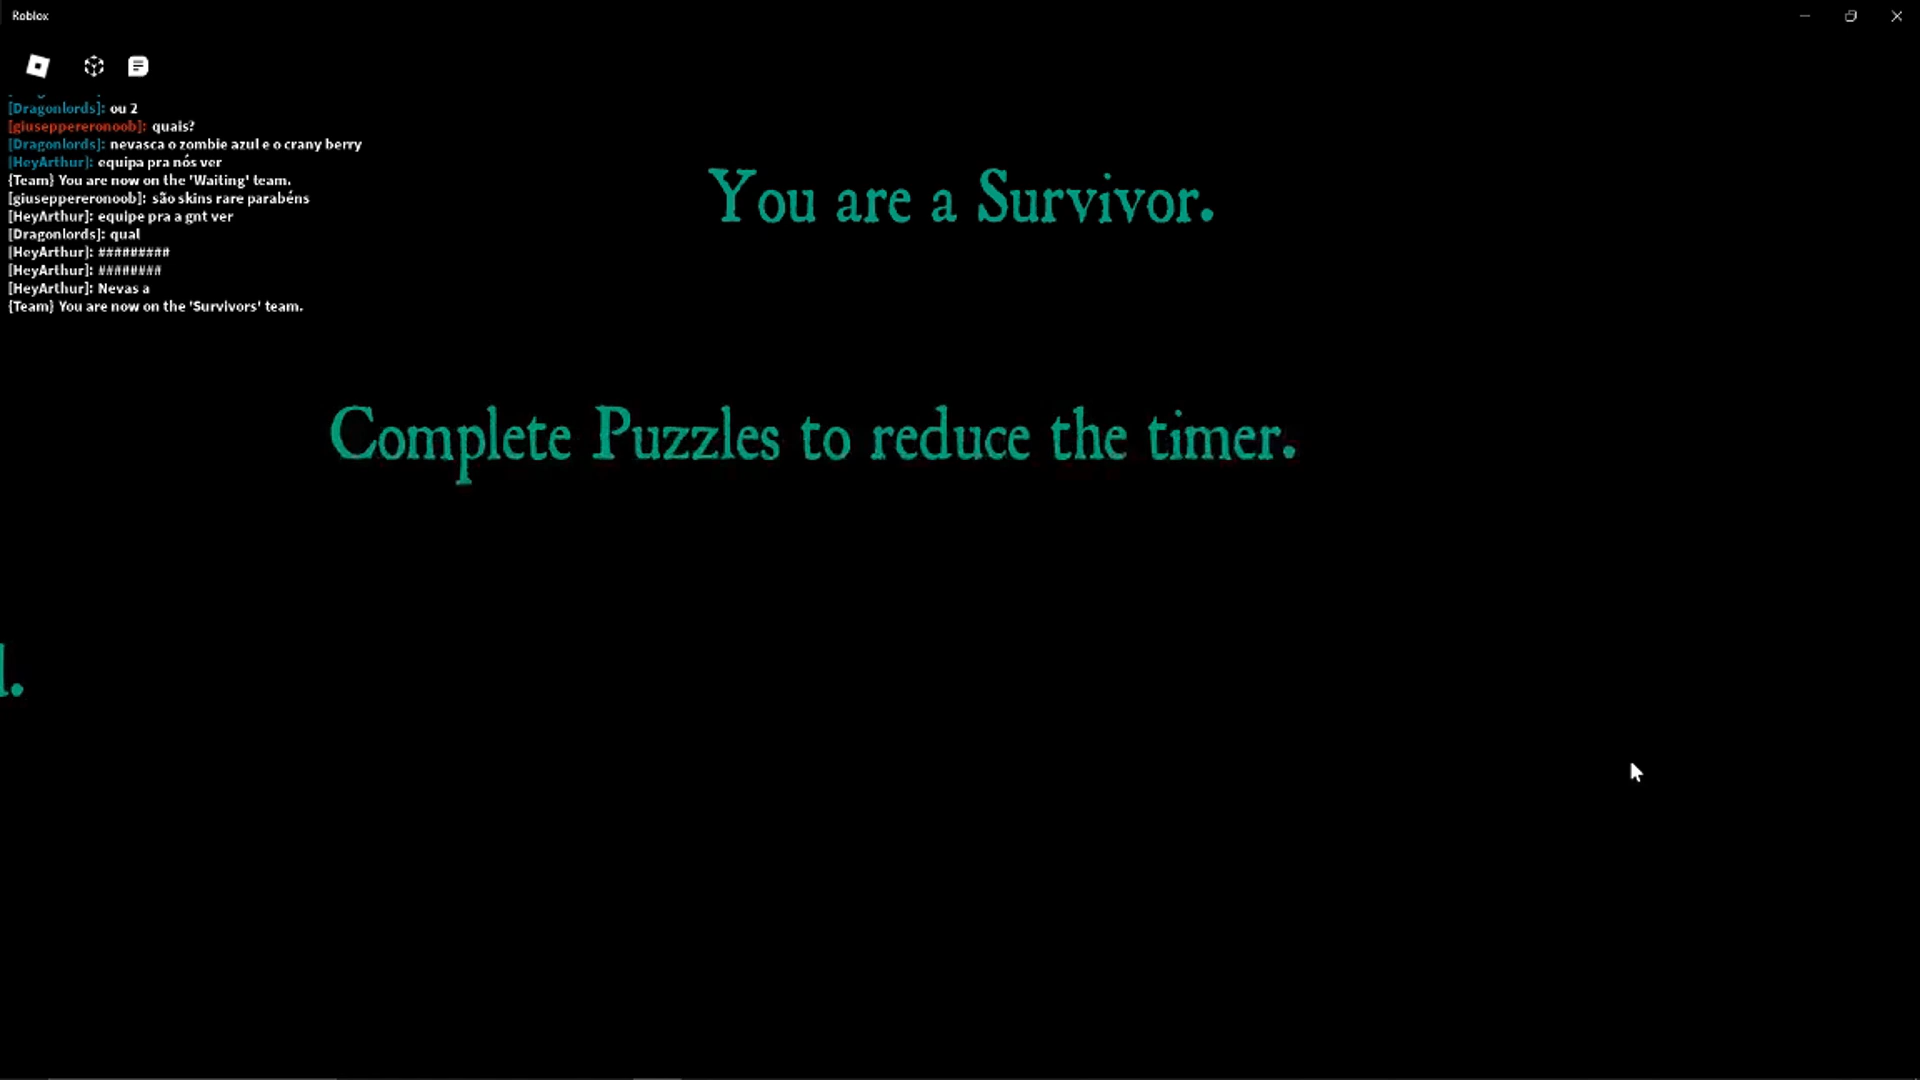 Roblox
[Dragonlords]: ou 2
[giuseppereronoob]: quais?
[Dragonlords]: nevasca o zombie azul e o crany berry
[HeyArthur]: equipa pra nós ver
{Team} You are now on the 'Waiting' team.
[giuseppereronoob]: são skins rare parabéns
[HeyArthur]: equipe pra a gnt ver
[Dragonlords]: qual
[HeyArthur]: #########
[HeyArthur]: ########
[HeyArthur]: Nevas a
{Team} You are now on the 'Survivors' team.
You are a Survivor.
Complete Puzzles to reduce the timer.